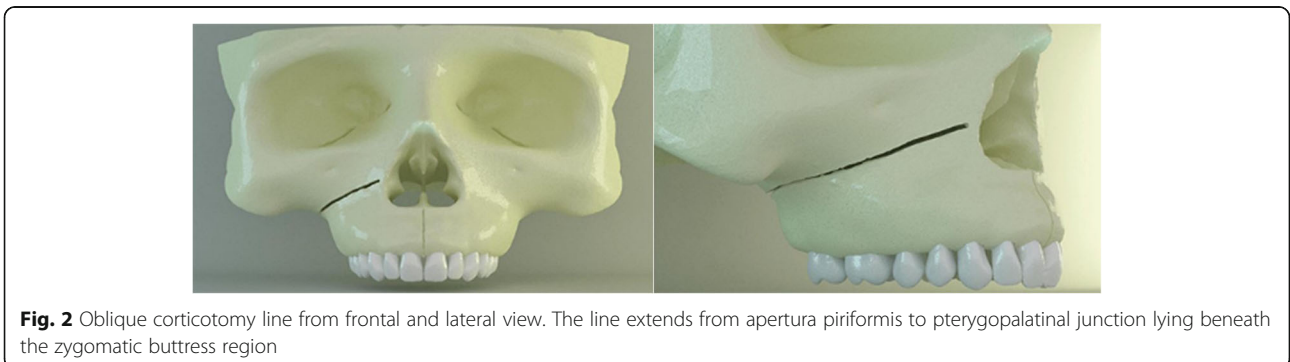 Fig. 2 Oblique corticotomy line from frontal and lateral view. The line extends from apertura piriformis to pterygopalatinal junction lying beneath
the zygomatic buttress region